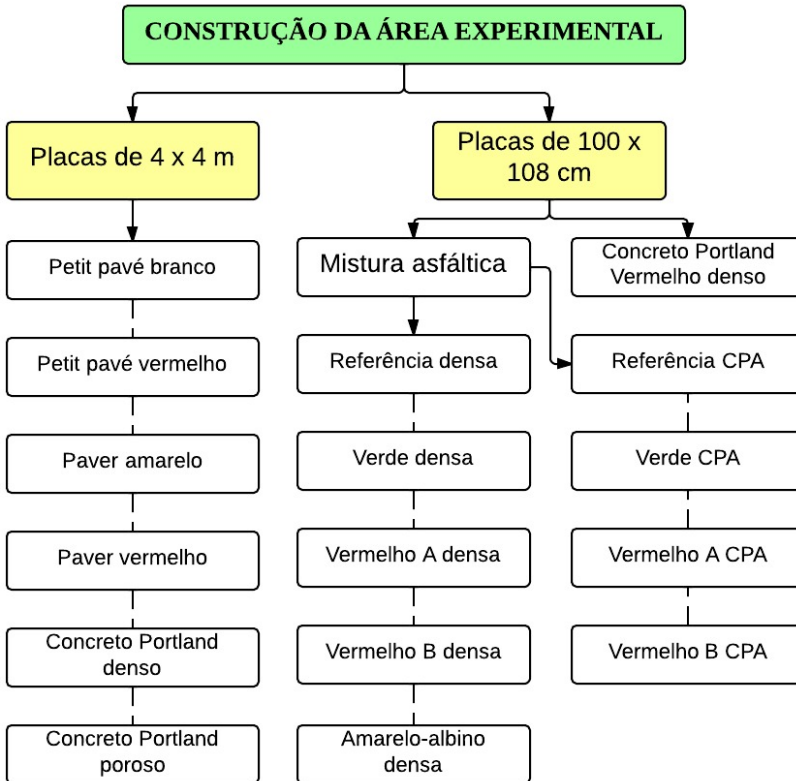 CONSTRUÇÃO DA ÁREA EXPERIMENTAL
Placas de 4 x 4 m
Placas de 100 x
108 cm
Petit pavé branco
Mistura asfáltica
Concreto Portland
Vermelho denso
Petit pavé vermelho
Referência densa
Referência CPA
Paver amarelo
Verde densa
Verde CPA
Paver vermelho
Vermelho A densa
Vermelho A CPA
Concreto Portland
denso
Vermelho B densa
Vermelho B CPA
Concreto Portland
poroso
Amarelo-albino
densa